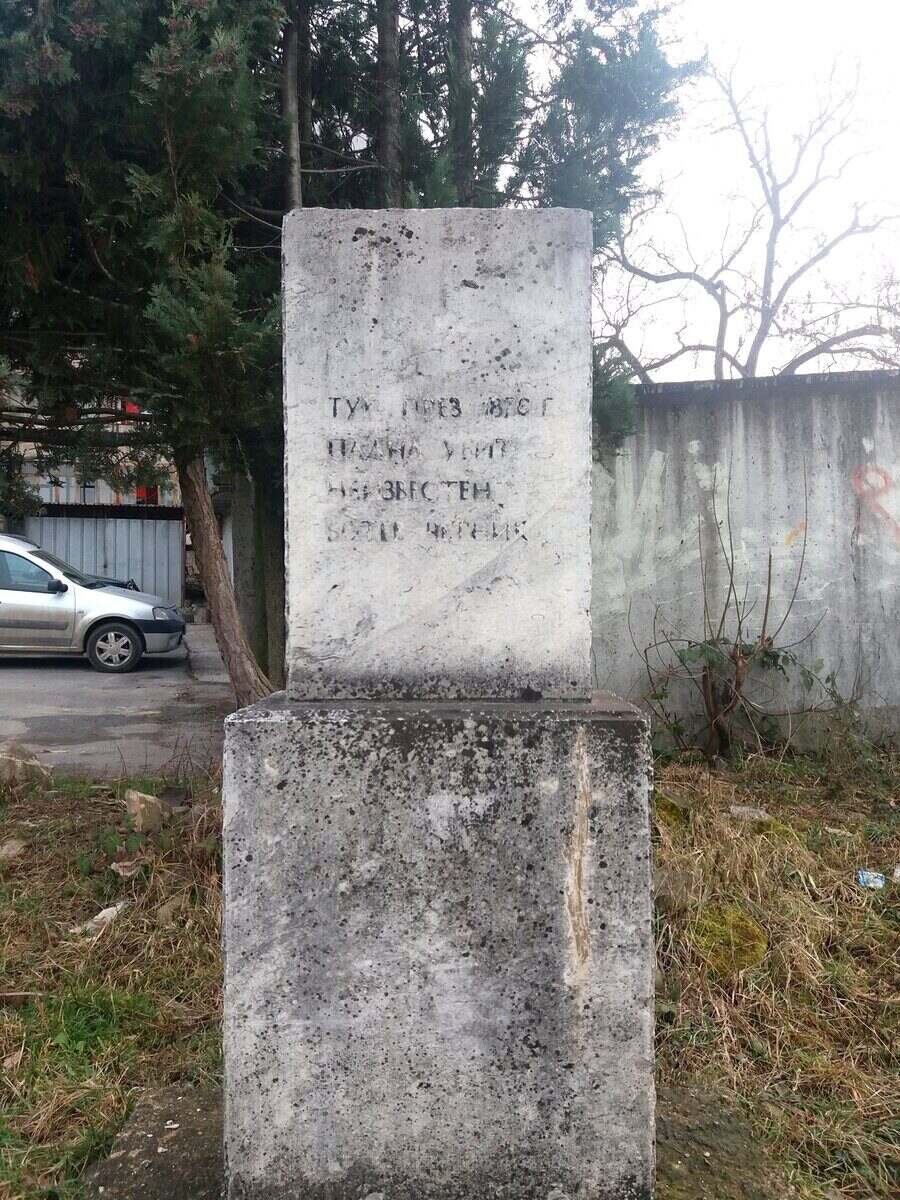 ТУК ПРЕЗ 1876 Г
ПАДНА УБИТ
НЕИЗВЕСТЕН
БОТЕВ ЧЕТНИК